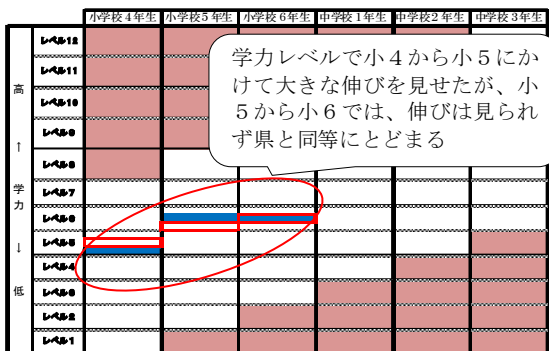 小学校4年生 小学校5年生 小学校6年生 中学校1年生 中学校2年生 中学校3年生
レベル12
レベル11
レベル10
レベル9
レベル8
レベル7
レベル6
レベル5
レベル4
レベル3
レベル2
レベル1
高
↑
学
力
↓
低
学力レベルで小4から小5にか
けて大きな伸びを見せたが、小
5から小6では、伸びは見られ
ず県と同等にとどまる